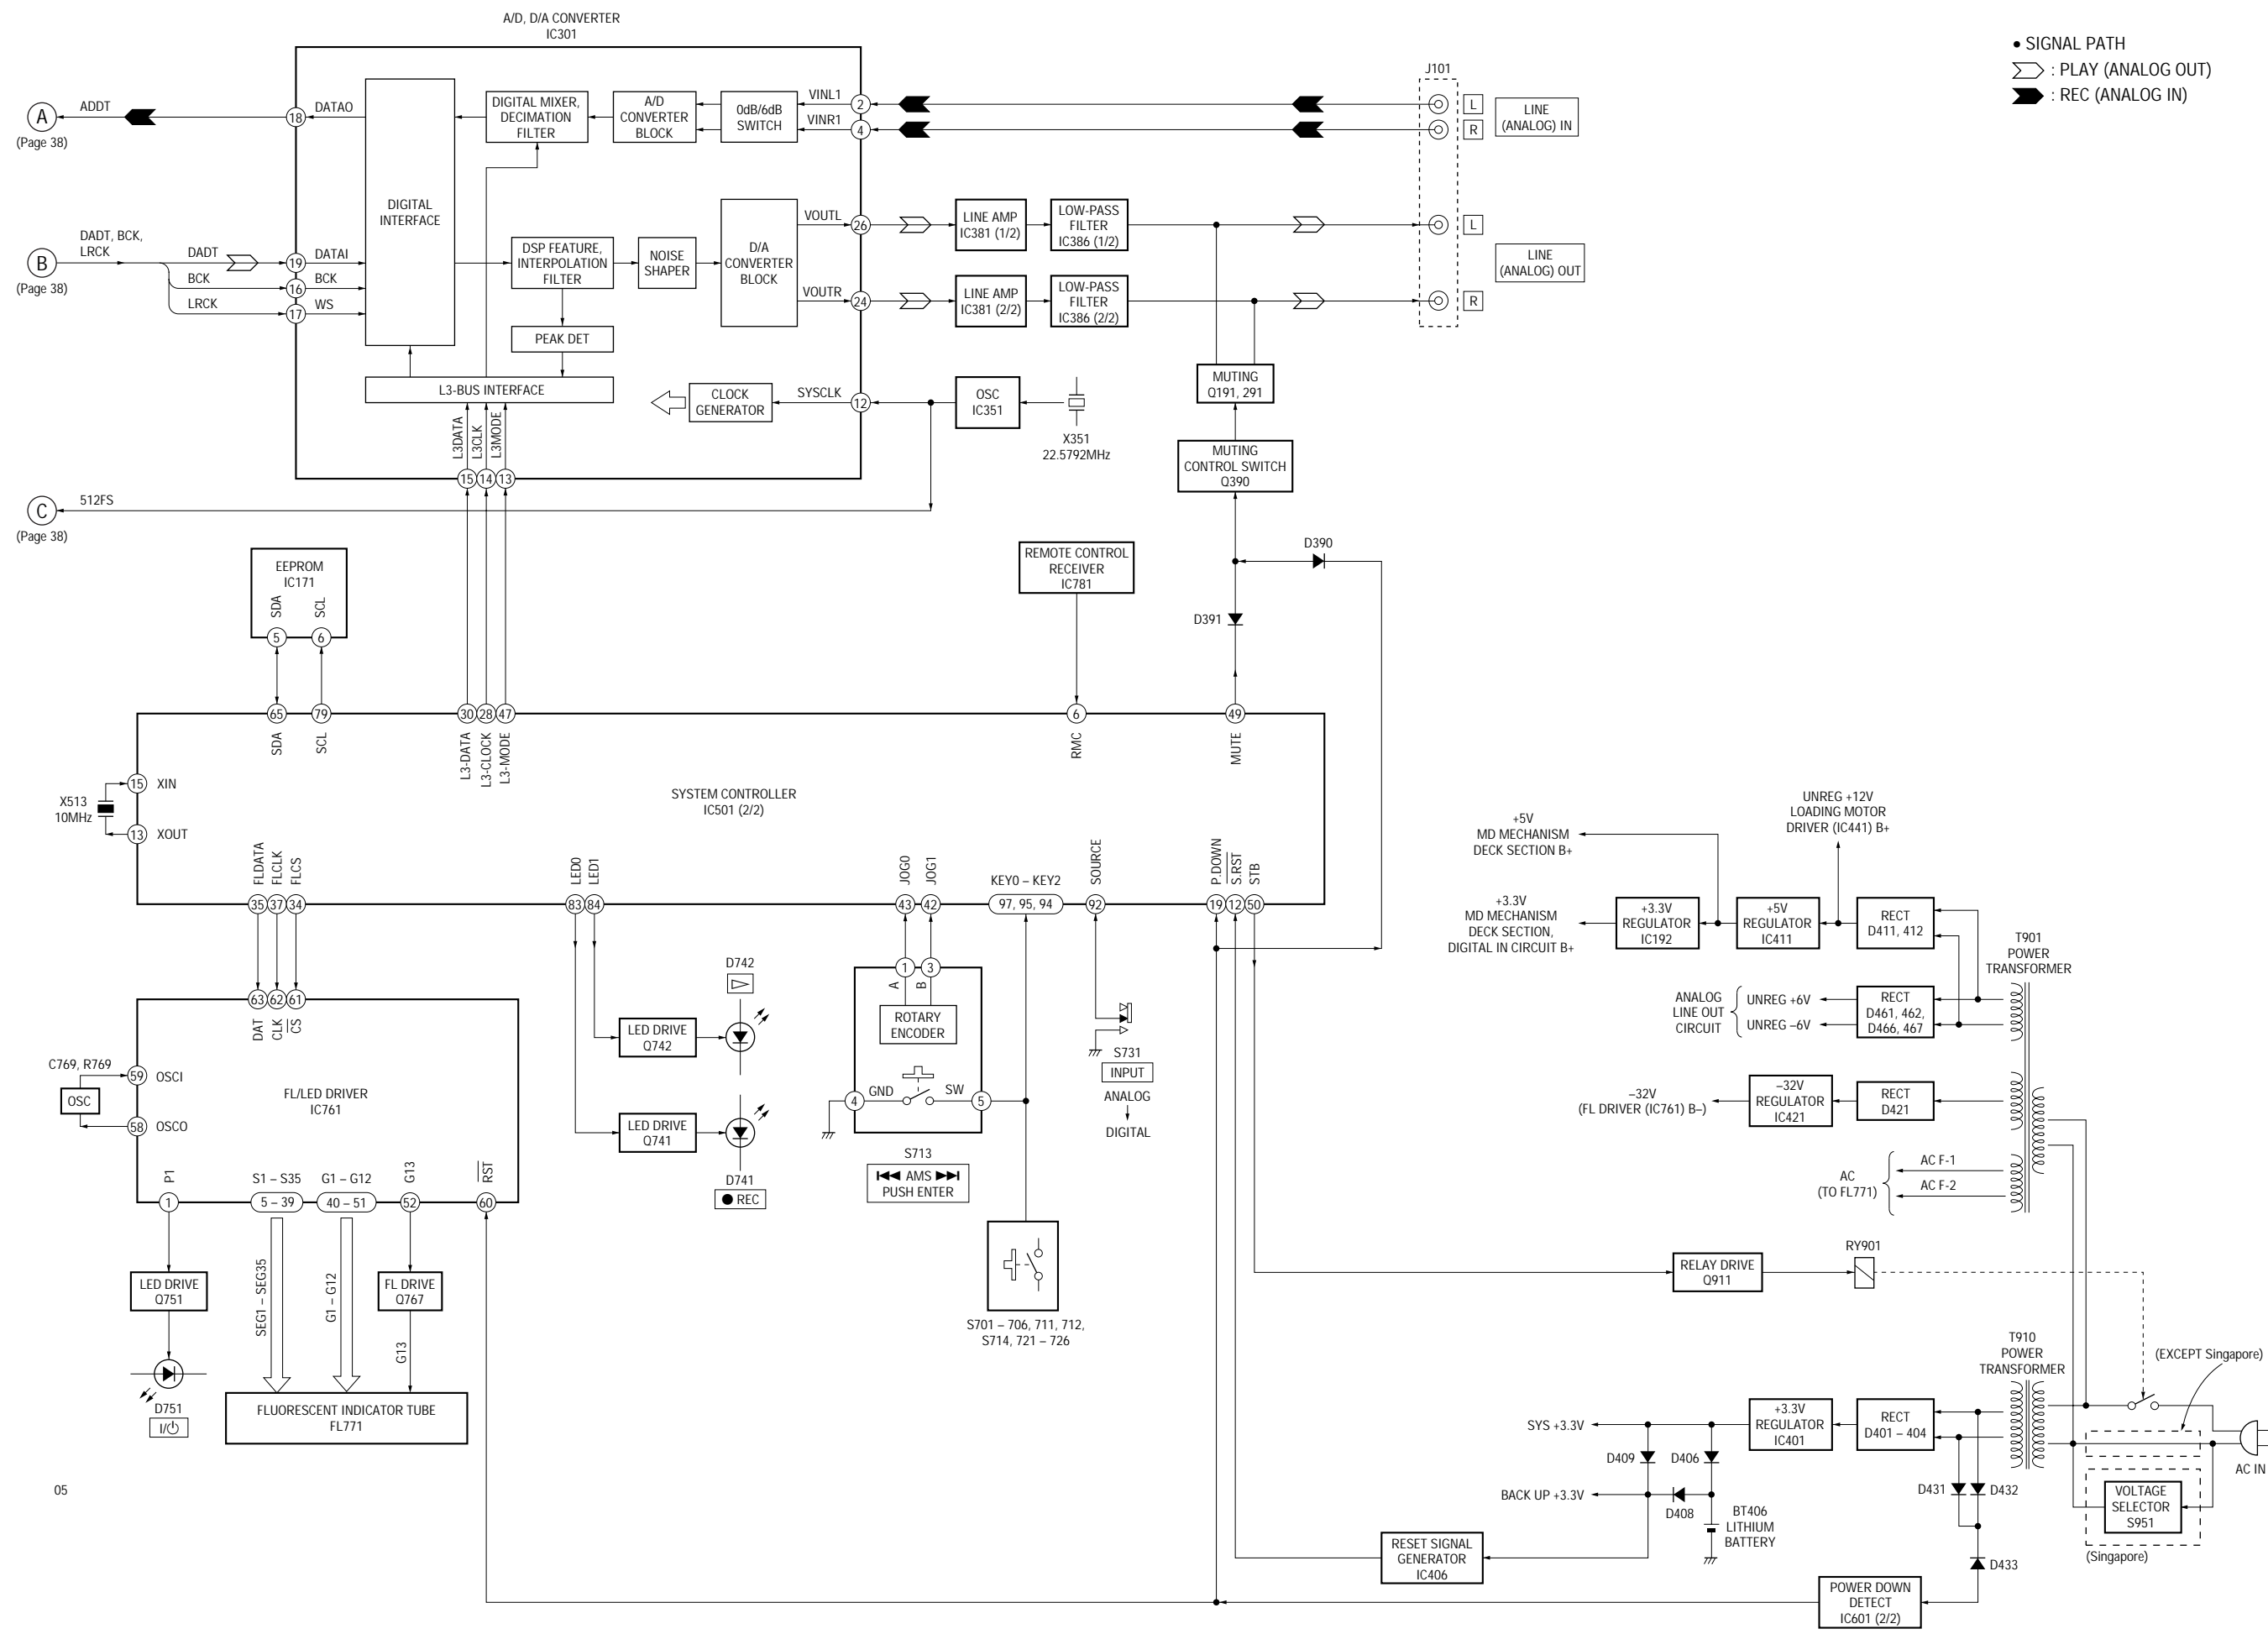 A/D, D/A CONVERTER
IC301
• SIGNAL PATH
: PLAY (ANALOG OUT)
: REC (ANALOG IN)
A
(Page 38)
ADDT
18
DATAO
DIGITAL
INTERFACE
DIGITAL MIXER,
DECIMATION
FILTER
A/D
CONVERTER
BLOCK
0dB/6dB
SWITCH
VINL1
2
VINR1
4
J101
L
R
LINE
(ANALOG) IN
B
(Page 38)
DADT, BCK,
LRCK
DADT
BCK
LRCK
19
16
17
DATAI
BCK
WS
DSP FEATURE,
INTERPOLATION
FILTER
NOISE
SHAPER
D/A
CONVERTER
BLOCK
VOUTL
26
VOUTR
24
LINE AMP
IC381 (1/2)
LOW-PASS
FILTER
IC386 (1/2)
LINE AMP
IC381 (2/2)
LOW-PASS
FILTER
IC386 (2/2)
L
R
LINE
(ANALOG) OUT
PEAK DET
L3-BUS INTERFACE
CLOCK
GENERATOR
SYSCLK
12
OSC
IC351
X351
22.5792MHz
MUTING
Q191, 291
MUTING
CONTROL SWITCH
Q390
L3DATA
L3CLK
L3MODE
15
14
13
C
(Page 38)
512FS
EEPROM
IC171
SDA
SCL
5
6
REMOTE CONTROL
RECEIVER
IC781
D390
D391
65
79
30
28
47
6
49
SDA
SCL
L3-DATA
L3-CLOCK
L3-MODE
RMC
MUTE
X513
10MHz
15
XIN
13
XOUT
SYSTEM CONTROLLER
IC501 (2/2)
FLDATA
FLCLK
FLCS
LED0
LED1
JOG0
JOG1
KEY0 – KEY2
SOURCE
P.DOWN
S.RST
STB
35
37
34
83
84
43
42
97, 95, 94
92
19
12
50
63
62
61
DAT
CLK
CS
C769, R769
OSC
59
OSCI
58
OSCO
FL/LED DRIVER
IC761
P1
S1 – S35
G1 – G12
G13
RST
1
5 – 39
40 – 51
52
60
LED DRIVE
Q751
D751
I/
SEG1 – SEG35
G1 – G12
FL DRIVE
Q767
G13
FLUORESCENT INDICATOR TUBE
FL771
D742
LED DRIVE
Q742
LED DRIVE
Q741
D741
● REC
1
3
A
B
ROTARY
ENCODER
4
GND
SW
5
S713
AMS
PUSH ENTER
S731
INPUT
ANALOG
DIGITAL
S701 – 706, 711, 712,
S714, 721 – 726
+5V
MD MECHANISM
DECK SECTION B+
UNREG +12V
LOADING MOTOR
DRIVER (IC441) B+
+3.3V
MD MECHANISM
DECK SECTION,
DIGITAL IN CIRCUIT B+
+3.3V
REGULATOR
IC192
+5V
REGULATOR
IC411
RECT
D411, 412
T901
POWER
TRANSFORMER
ANALOG
LINE OUT
CIRCUIT
UNREG +6V
UNREG –6V
RECT
D461, 462,
D466, 467
–32V
(FL DRIVER (IC761) B–)
–32V
REGULATOR
IC421
RECT
D421
AC
(TO FL771)
AC F-1
AC F-2
RELAY DRIVE
Q911
RY901
T910
POWER
TRANSFORMER
(EXCEPT Singapore)
SYS +3.3V
+3.3V
REGULATOR
IC401
RECT
D401 – 404
D409
D406
BACK UP +3.3V
D408
BT406
LITHIUM
BATTERY
D431
D432
D433
VOLTAGE
SELECTOR
S951
(Singapore)
AC IN
RESET SIGNAL
GENERATOR
IC406
POWER DOWN
DETECT
IC601 (2/2)
05